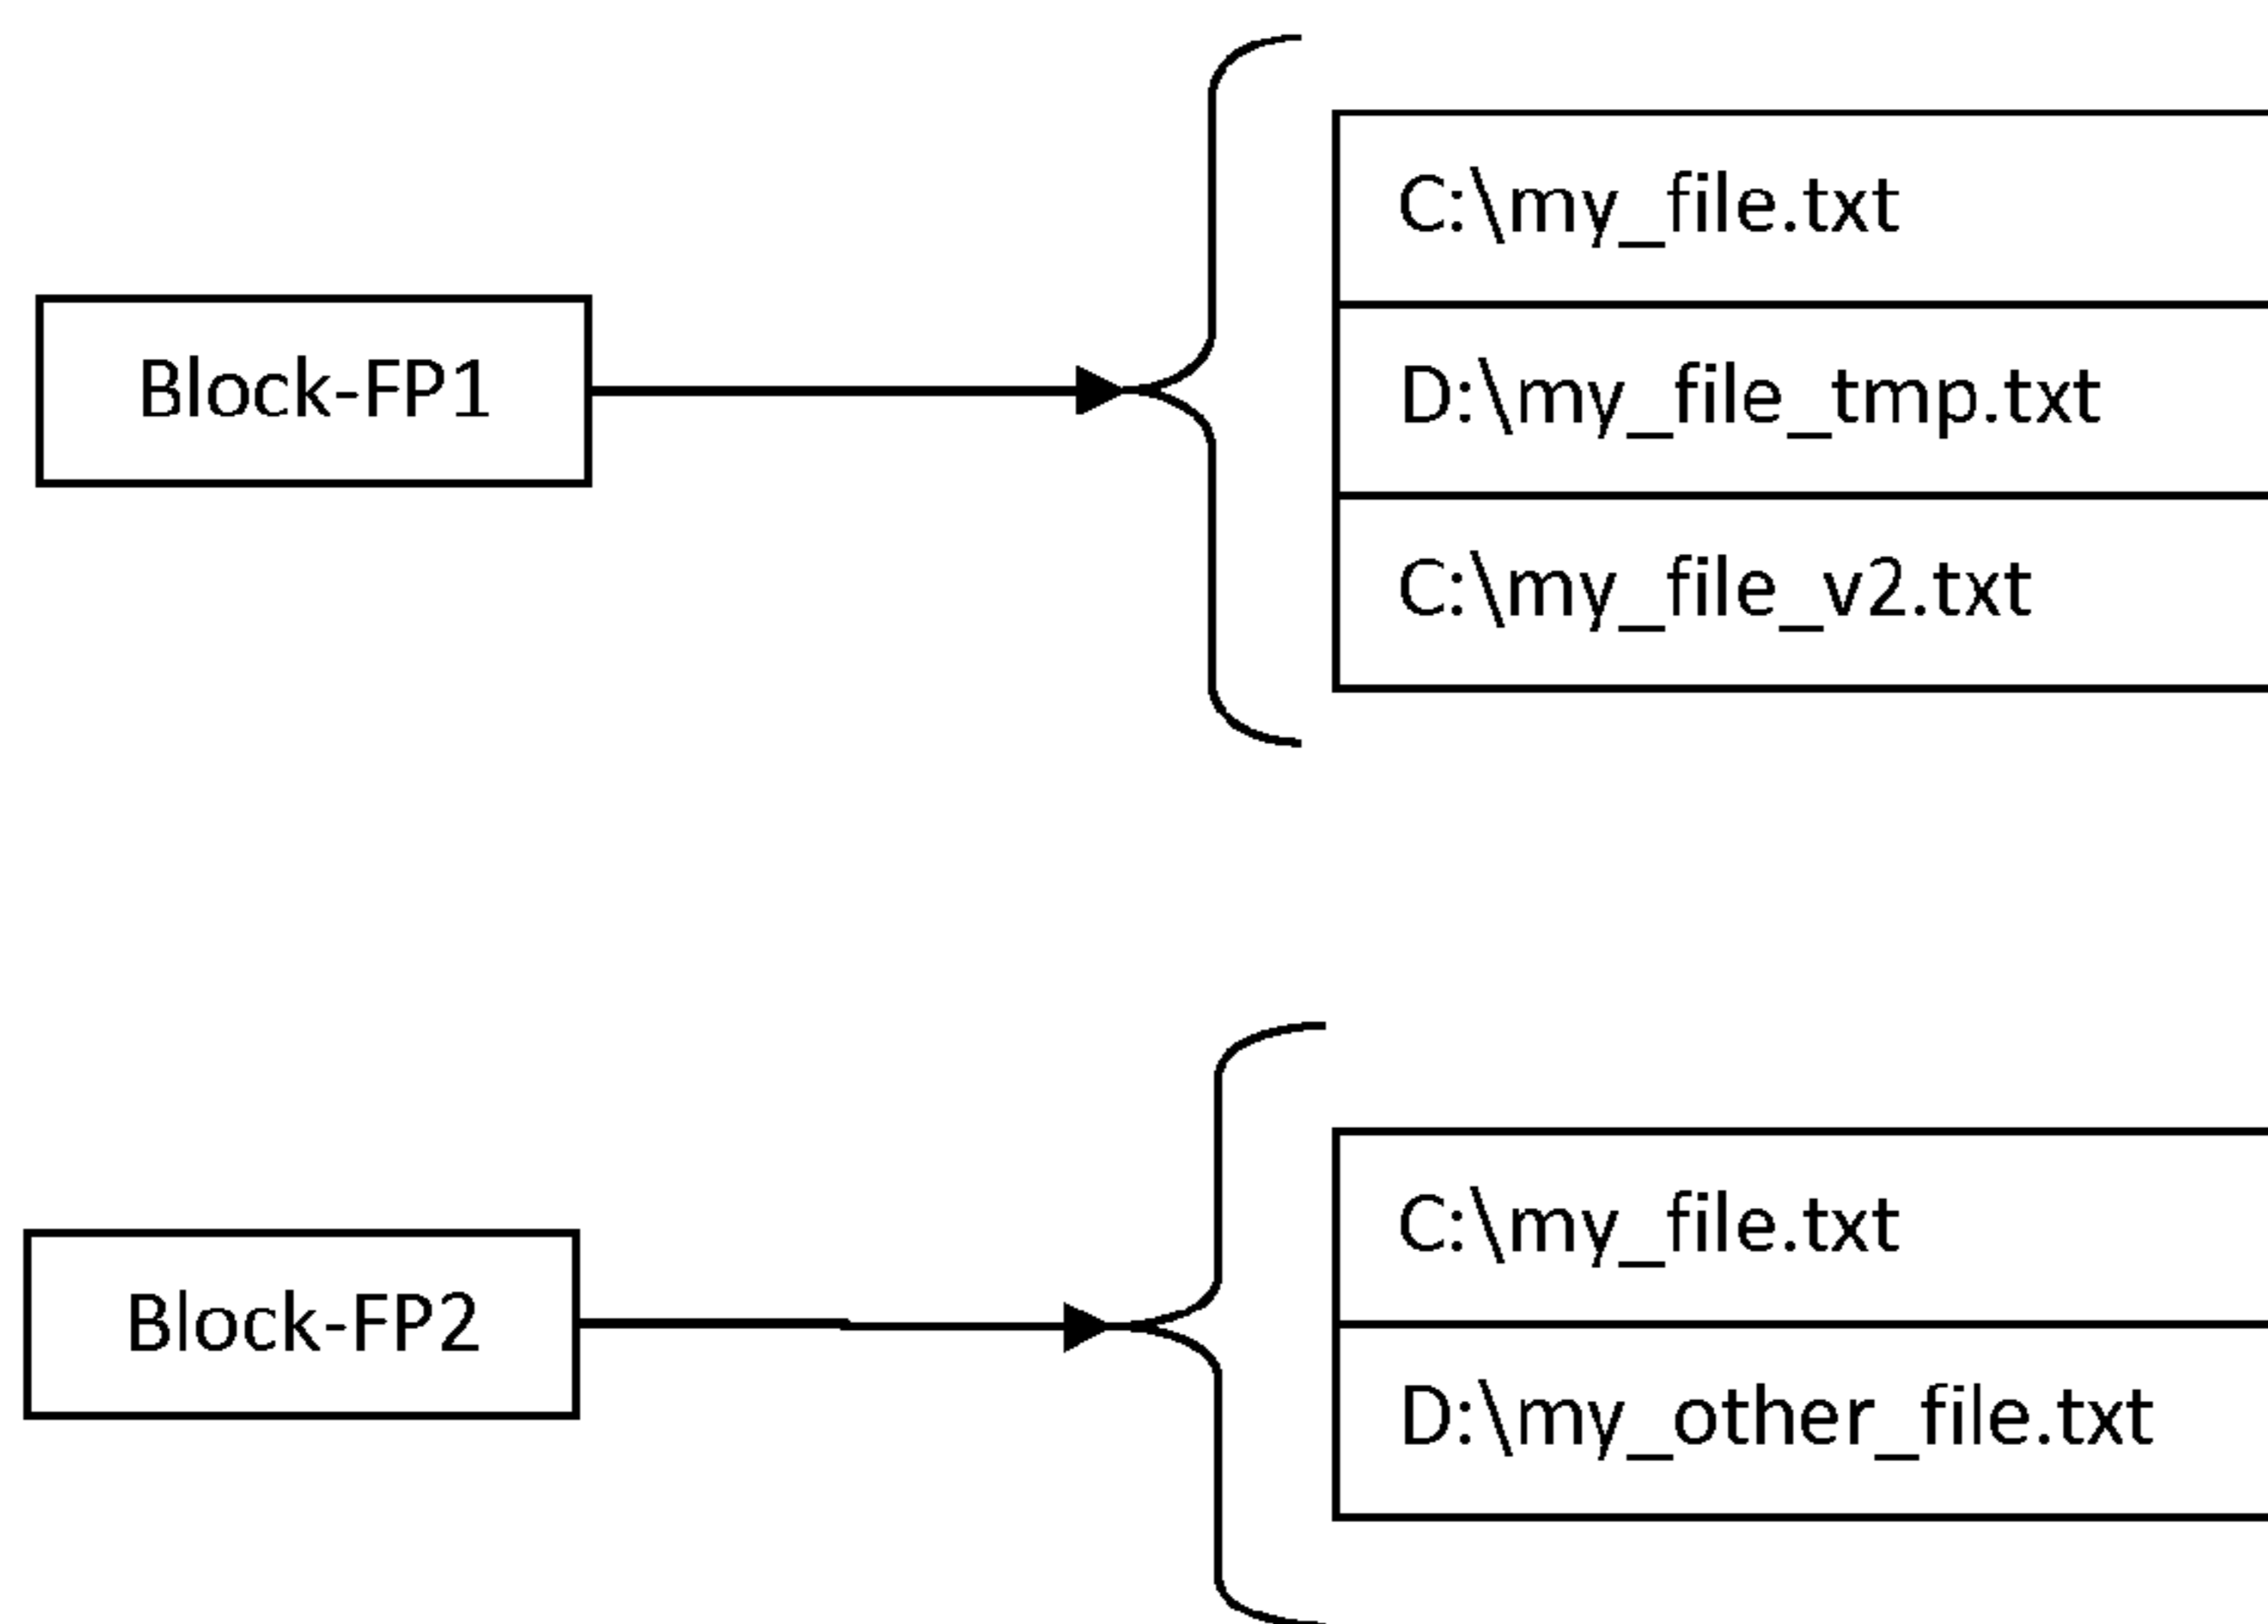 C:\my_file.txt
Block-FP1
D:\my_file_tmp.txt
C:\my_file_v2.txt
C:\my_file.txt
Block-FP2
D:\my_other_file.txt